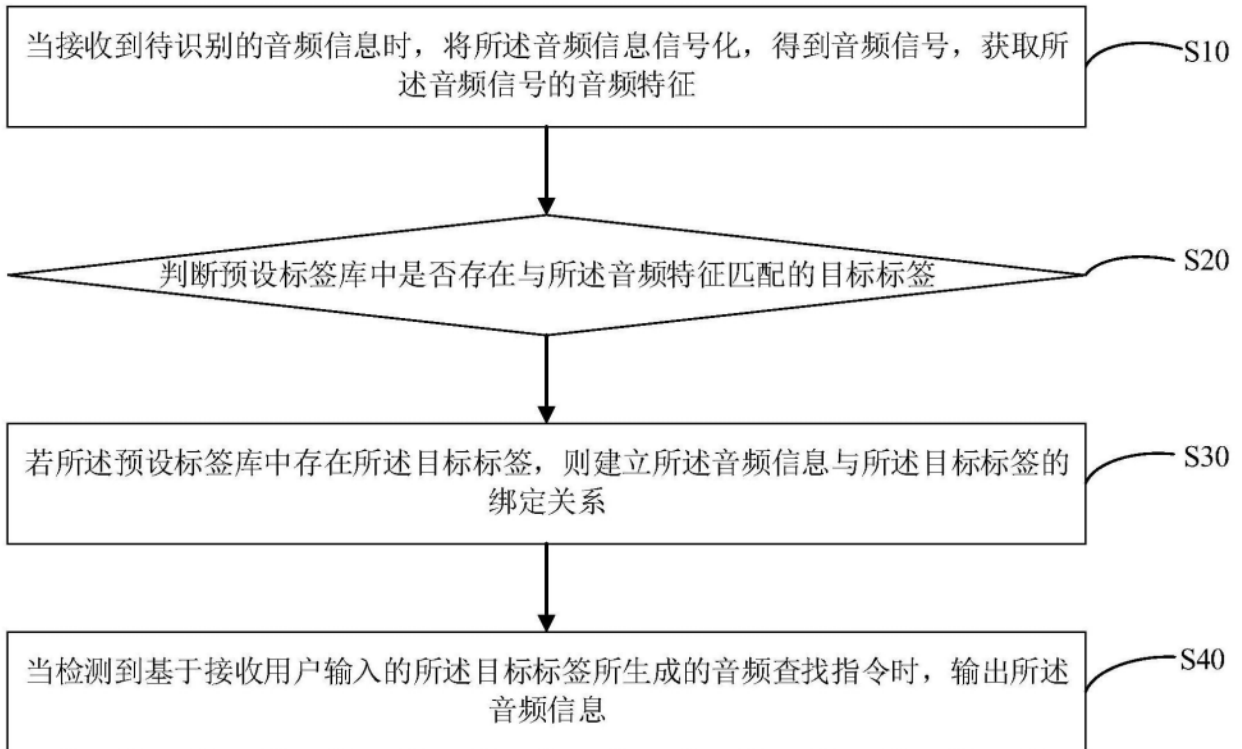 当接收到待识别的音频信息时，将所述音频信息信号化，得到音频信号，获取所
述音频信号的音频特征
S10
判断预设标签库中是否存在与所述音频特征匹配的目标标签
S20
若所述预设标签库中存在所述目标标签，则建立所述音频信息与所述目标标签的
绑定关系
S30
当检测到基于接收用户输入的所述目标标签所生成的音频查找指令时，输出所述
音频信息
S40